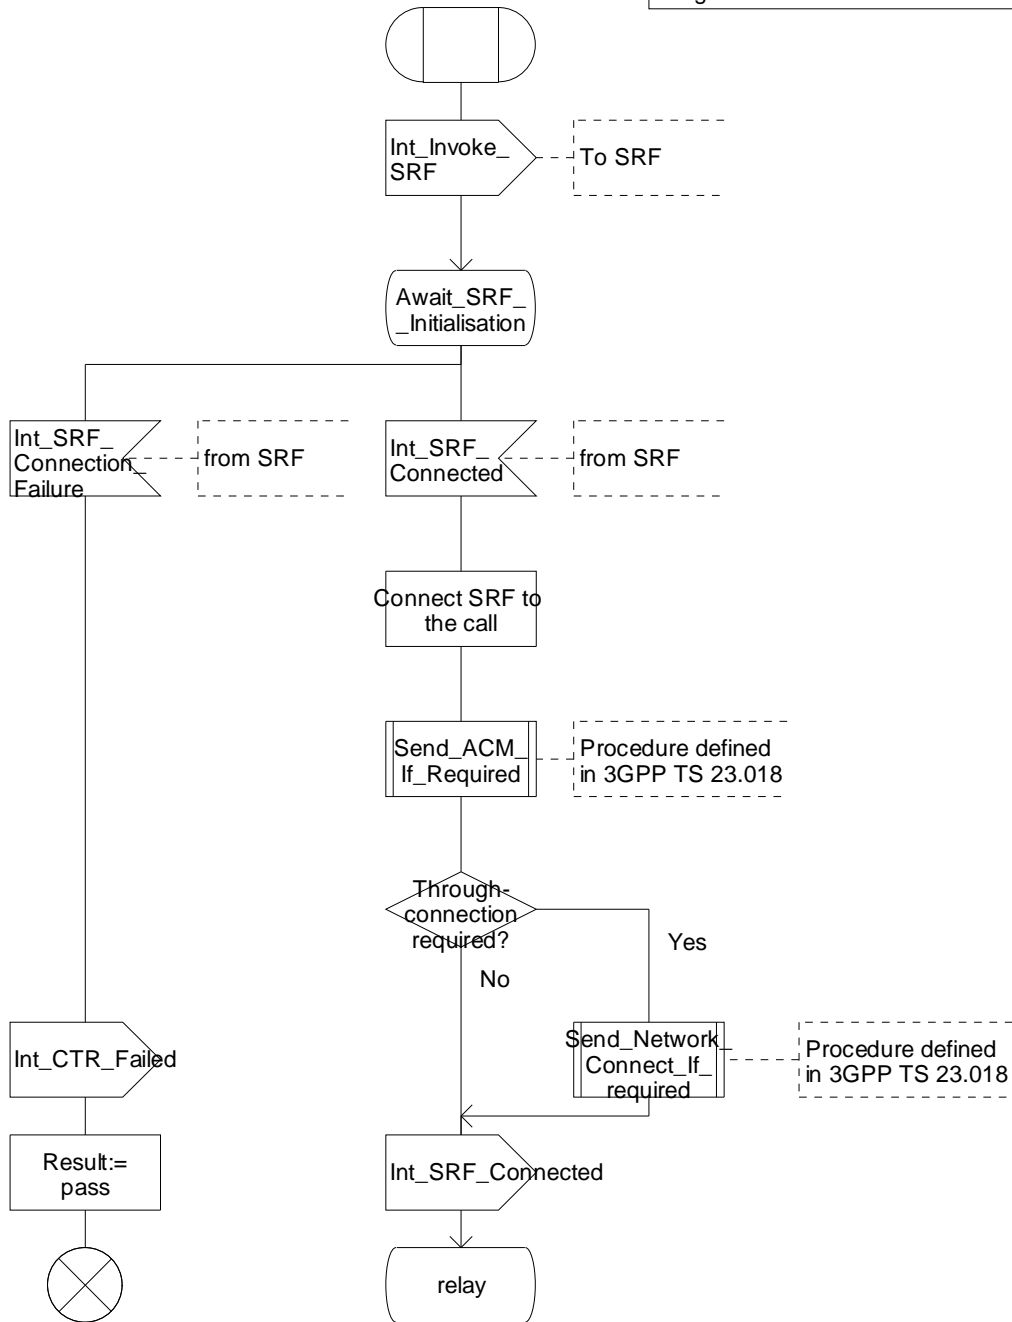 Int_Invoke_
SRF
To SRF
Await_SRF_
_Initialisation
Int_SRF_
Connection_
Failure
from SRF
Int_SRF_
Connected
from SRF
Connect SRF to
the call
Send_ACM_
If_Required
Procedure defined
in 3GPP TS 23.018
Through-
connection
required?
Yes
No
Int_CTR_Failed
Send_Network_
Connect_If_
required
Procedure defined
in 3GPP TS 23.018
Result:=
pass
Int_SRF_Connected
relay